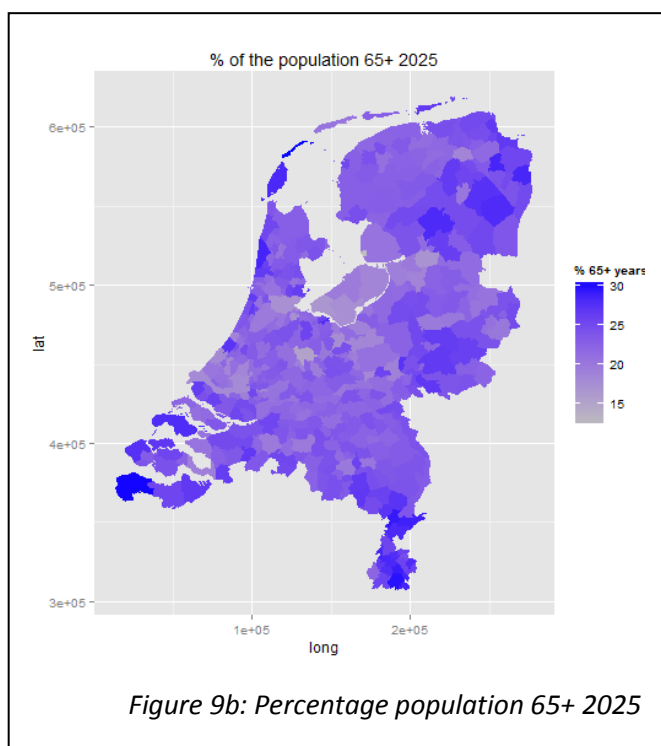 % of the population 65+ 2025
6e+05
5e+05
4e+05
3e+05
lat
1e+05
2e+05
long
% 65+ years
30
25
20
15
Figure 9b: Percentage population 65+ 2025